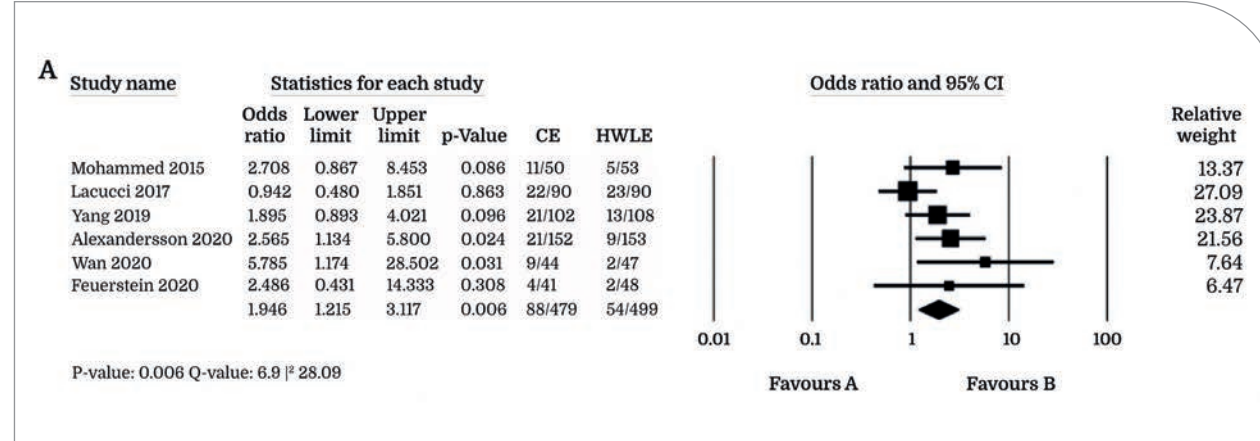 A
Study name Statistics for each study Odds ratio and 95% CI
Odds ratio Lower limit Upper limit p-Value CE HWLE Relative weight
Mohammed 2015 2.708 0.867 8.453 0.086 11/50 5/53 13.37
Lacucci 2017 0.942 0.480 1.851 0.863 22/90 23/90 27.09
Yang 2019 1.895 0.893 4.021 0.096 21/102 13/108 23.87
Alexandersson 2020 2.565 1.134 5.800 0.024 21/152 9/153 21.56
Wan 2020 5.785 1.174 28.502 0.031 9/44 2/47 7.64
Feuerstein 2020 2.486 0.431 14.333 0.308 4/41 2/48 6.47
1.946 1.215 3.117 0.006 88/479 54/499
0.01 0.1 1 10 100
P-value: 0.006 Q-value: 6.9 |² 28.09
Favours A Favours B